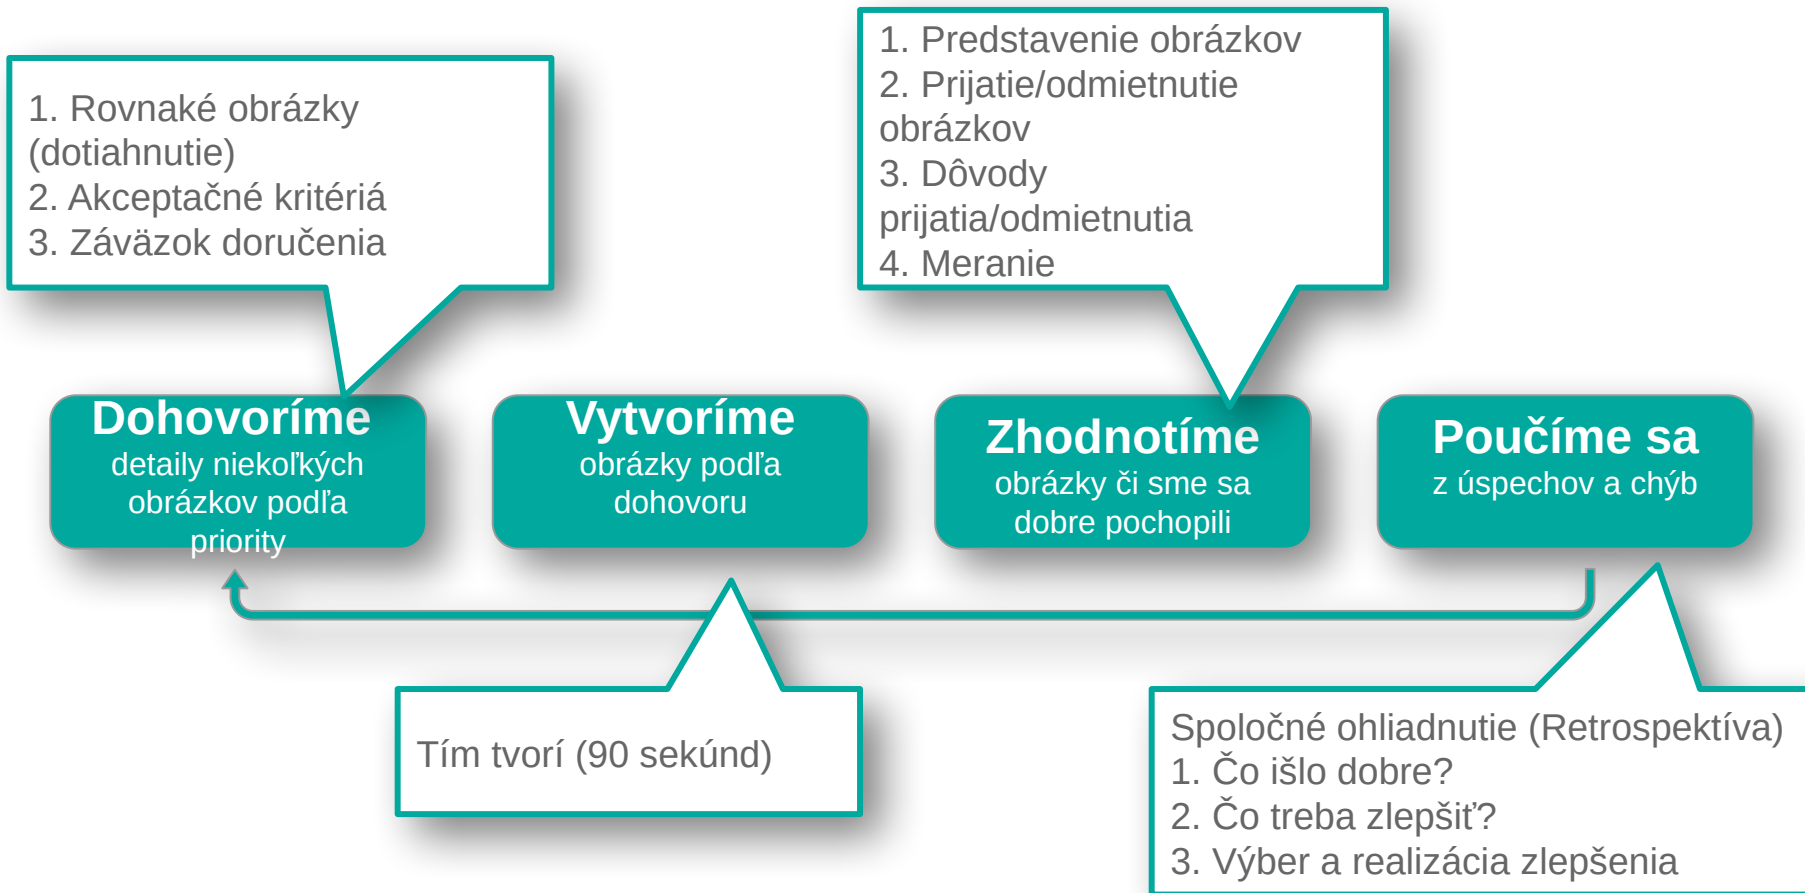 1. Rovnaké obrázky
(dotiahnutie)
2. Akceptačné kritériá
3. Záväzok doručenia
1. Predstavenie obrázkov
2. Prijatie/odmietnutie
obrázkov
3. Dôvody
prijatia/odmietnutia
4. Meranie
Dohovoríme
detaily niekoľkých
obrázkov podľa
priority
Vytvoríme
obrázky podľa
dohovoru
Zhodnotíme
obrázky či sme sa
dobre pochopili
Poučíme sa
z úspechov a chýb
Tím tvorí (90 sekúnd)
Spoločné ohliadnutie (Retrospektíva)
1. Čo išlo dobre?
2. Čo treba zlepšiť?
3. Výber a realizácia zlepšenia